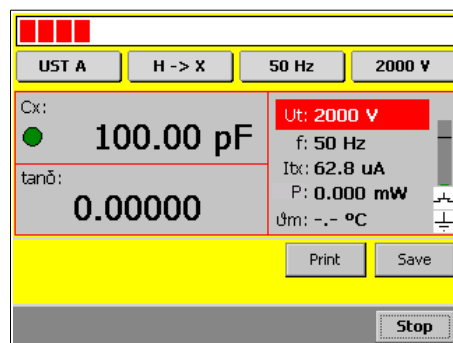 UST A H -> X 50 Hz 2000 V
Cx:
100.00 pF
tanδ:
0.00000
Ut: 2000 V
f: 50 Hz
Itx: 62.8 uA
P: 0.000 mW
ϑm: -.- ºC
Print Save
Stop